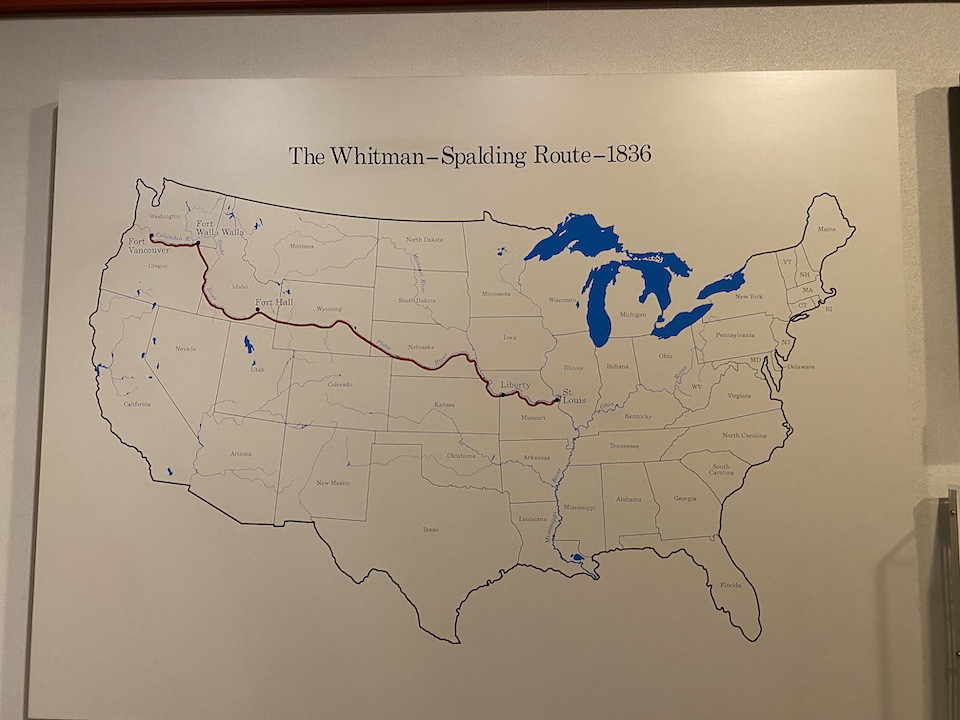 The Whitman–Spalding Route–1836
Washington
Fort
Walla Walla
Columbia R.
Fort
Vancouver
Snake
Oregon
Idaho
River
Fort Hall
Montana
Wyoming
North Dakota
Missouri River
South Dakota
Nebraska
Platte
River
Minnesota
Wisconsin
Michigan
Iowa
Illinois
Indiana
Ohio
Ohio
River
Maine
VT
NH
MA
CT
RI
New York
Pennsylvania
NJ
MD
Delaware
WV
Virginia
Nevada
Utah
Colorado
Kansas
Liberty
St
Louis
Missouri
Kentucky
California
Arizona
New Mexico
Oklahoma
Arkansas
Tennessee
North Carolina
South
Carolina
Texas
Louisiana
Mississippi
River
Mississippi
Alabama
Georgia
Florida